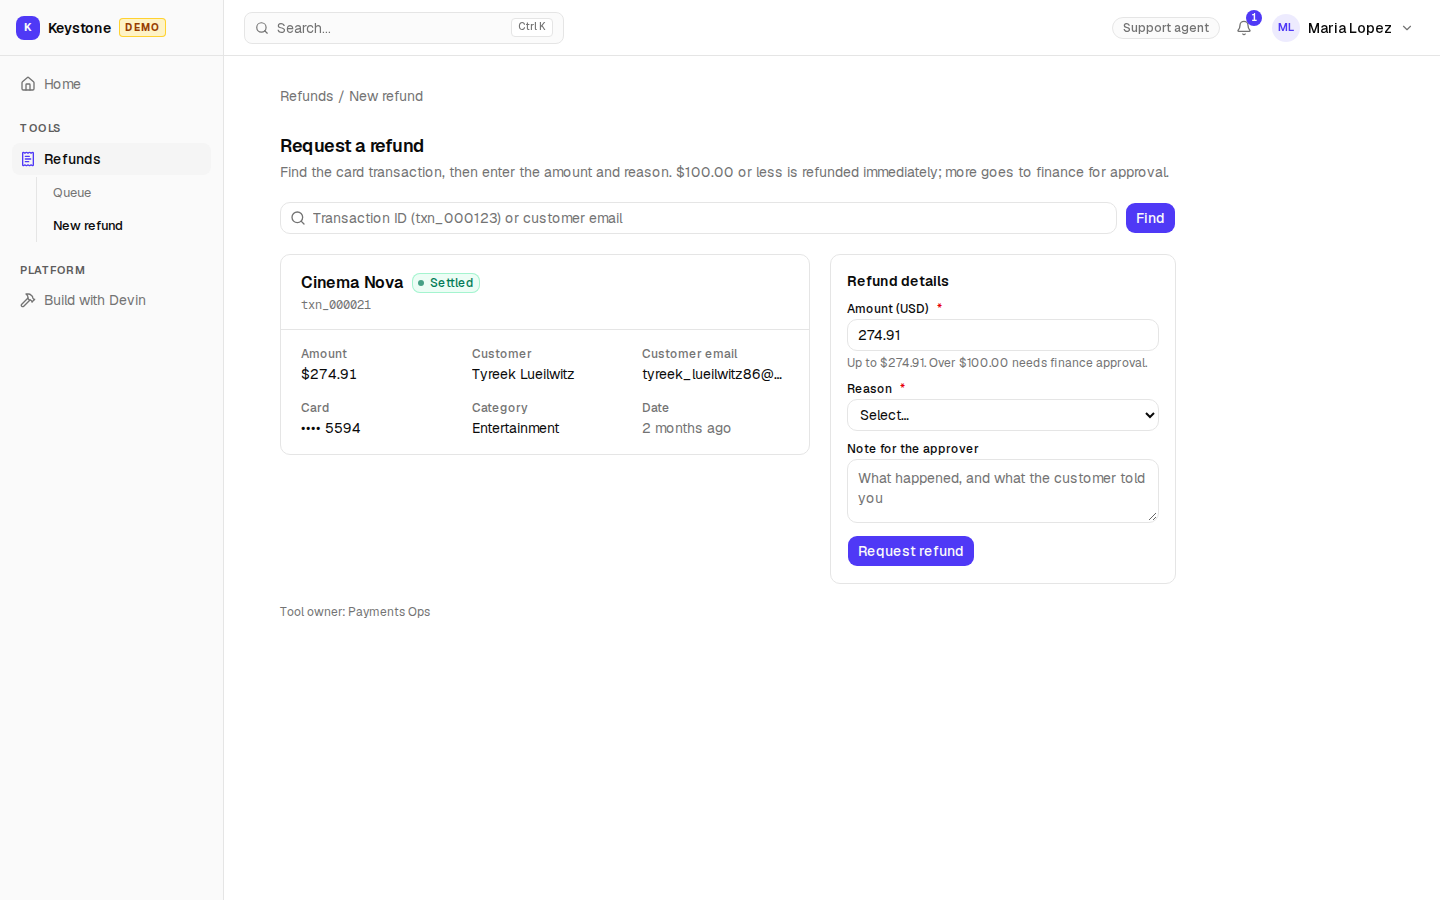 K Keystone DEMO
Search... Ctrl K
Support agent
1
ML Maria Lopez
Home
TOOLS
Refunds
Queue
New refund
PLATFORM
Build with Devin
Refunds / New refund
Request a refund
Find the card transaction, then enter the amount and reason. $100.00 or less is refunded immediately; more goes to finance for approval.
Transaction ID (txn_000123) or customer email
Find
Cinema Nova Settled
txn_000021
Amount Customer Customer email
$274.91 Tyreek Lueilwitz tyreek_lueilwitz86@...
Card Category Date
•••• 5594 Entertainment 2 months ago
Refund details
Amount (USD) *
274.91
Up to $274.91. Over $100.00 needs finance approval.
Reason *
Select...
Note for the approver
What happened, and what the customer told
you
Request refund
Tool owner: Payments Ops